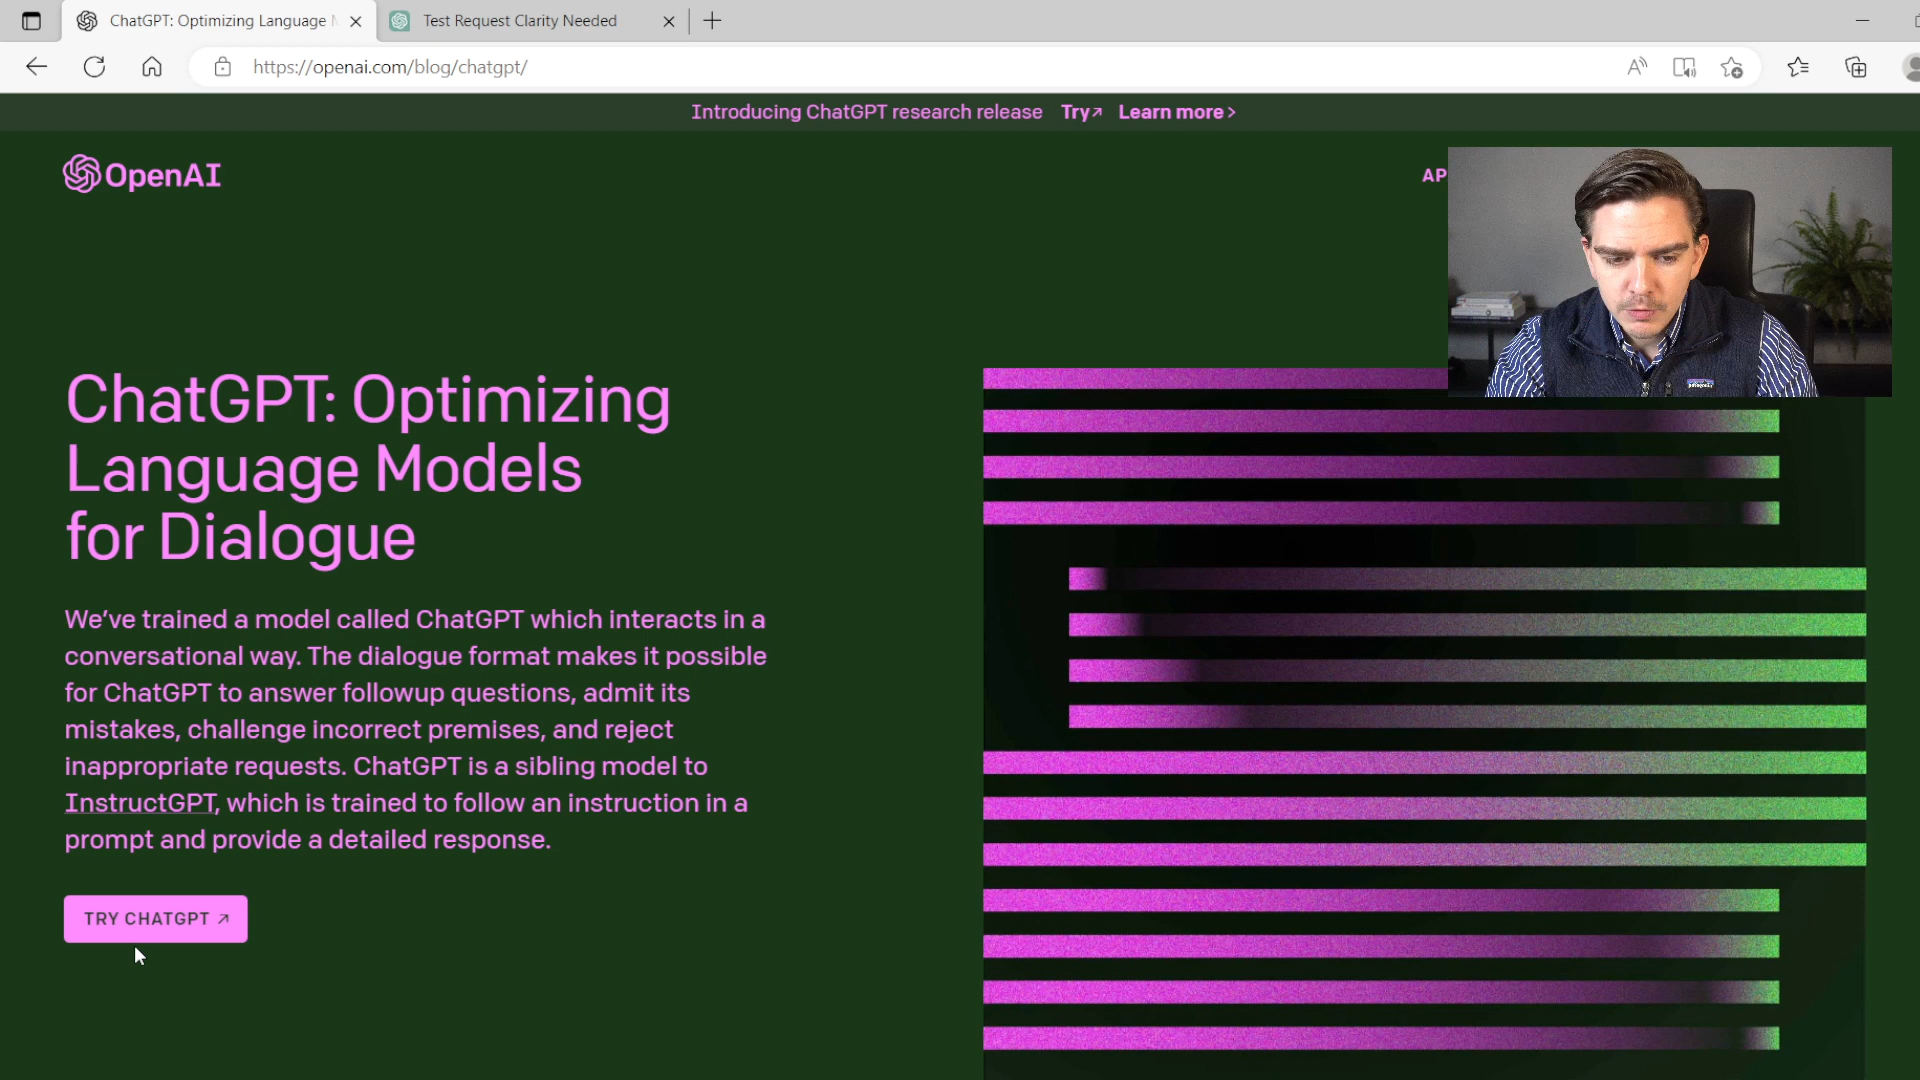 ChatGPT: Optimizing Language
Test Request Clarity Needed
https://openai.com/blog/chatgpt/
Introducing ChatGPT research release Try↗ Learn more >
OpenAI
AP
ChatGPT: Optimizing
Language Models
for Dialogue
We've trained a model called ChatGPT which interacts in a
conversational way. The dialogue format makes it possible
for ChatGPT to answer followup questions, admit its
mistakes, challenge incorrect premises, and reject
inappropriate requests. ChatGPT is a sibling model to
InstructGPT, which is trained to follow an instruction in a
prompt and provide a detailed response.
TRY CHATGPT ↗
patagonia